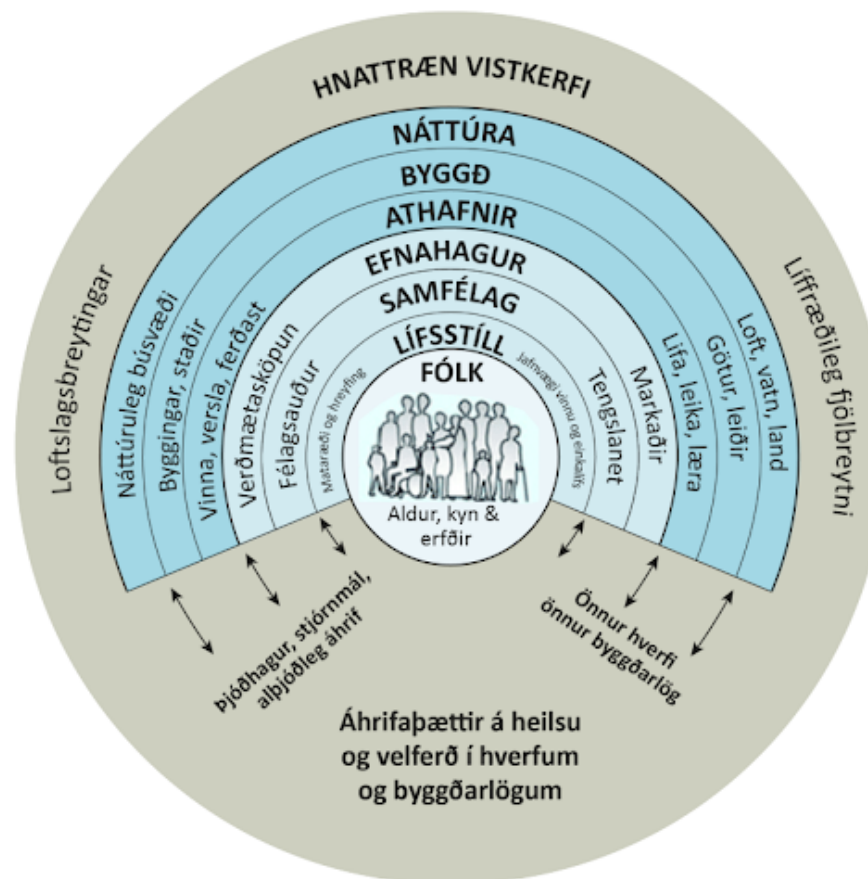 HNATTRÆN VISTKERFI
Loftslagsbreytingar
Líffræðileg fjölbreytni
NÁTTÚRA
Náttúruleg búsvæði
Loft, vatn, land
BYGGÐ
Byggingar, staðir
Götur, leiðir
ATHAFNIR
Vinna, versla, ferðast
Lifa, leika, læra
EFNAHAGUR
Verðmætasköpun
Markaðir
SAMFÉLAG
Félagsauður
Tengslanet
LÍFSSTÍLL
Mataræði og hreyfing
Jafnvægi vinnu og einkalífs
FÓLK
Aldur, kyn &
erfðir
Þjóðhagur, stjórnmál,
alþjóðleg áhrif
Önnur hverfi
önnur byggðarlög
Áhrifaþættir á heilsu
og velferð í hverfum
og byggðarlögum